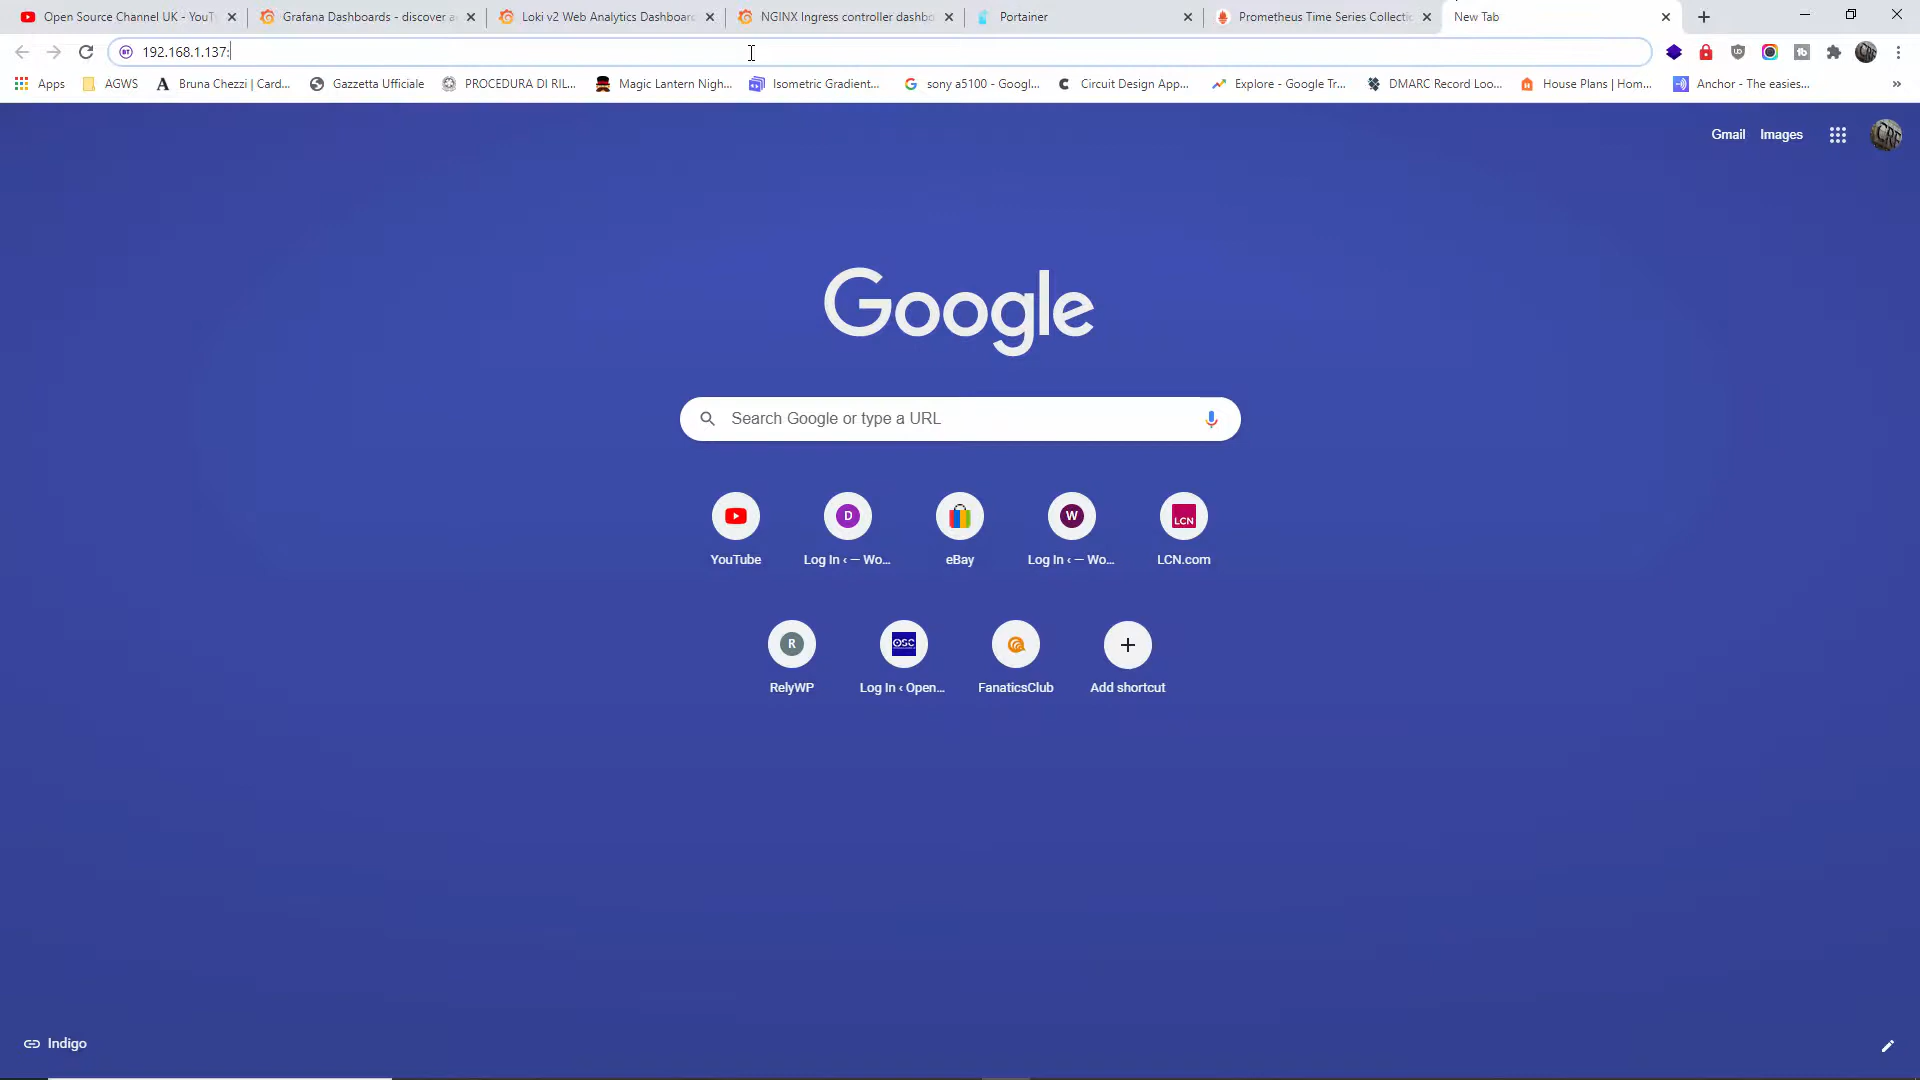 Open Source Channel UK - YouT
Grafana Dashboards - discover a
Loki v2 Web Analytics Dashboar
NGINX Ingress controller dashbo
Portainer
Prometheus Time Series Collecti
New Tab
192.168.1.137:
Apps
AGWS
Bruna Chezzi | Card...
Gazzetta Ufficiale
PROCEDURA DI RIL...
Magic Lantern Nigh...
Isometric Gradient...
sony a5100 - Googl...
Circuit Design App...
Explore - Google Tr...
DMARC Record Loo...
House Plans | Hom...
Anchor - The easies...
Gmail
Images
Google
Search Google or type a URL
D
W
LCN
YouTube
Log In ‹ — Wo...
eBay
Log In ‹ — Wo...
LCN.com
R
OSC
RelyWP
Log In ‹ Open...
FanaticsClub
Add shortcut
Indigo